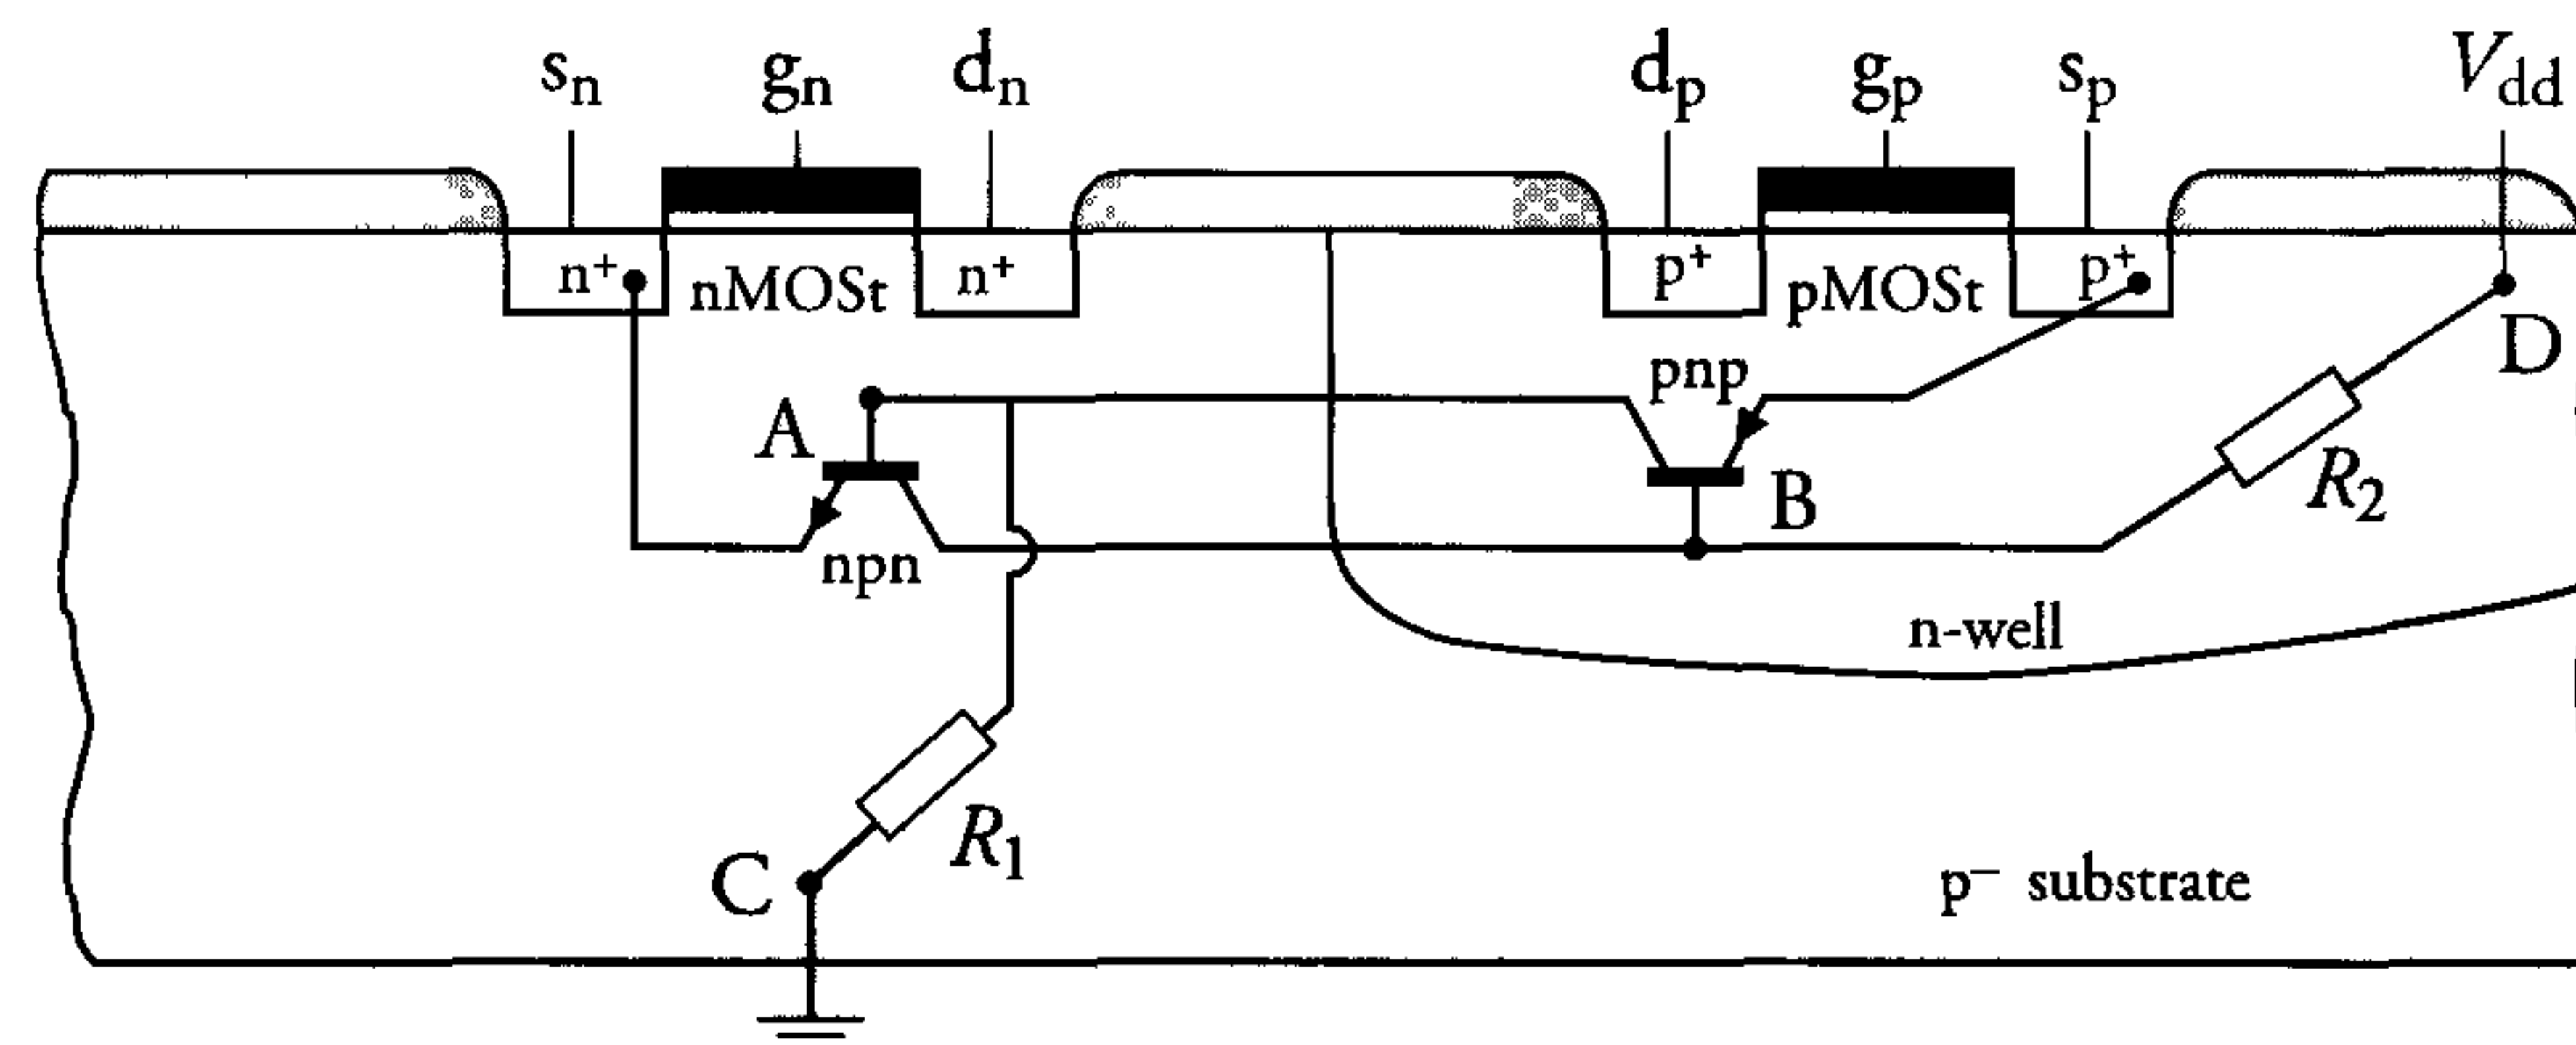 sn gn dn dp gp sp Vdd
n+ nMOSt n+ p+ pMOSt p+
D
pnp
A
B
R2
npn
n-well
R1
C
p− substrate